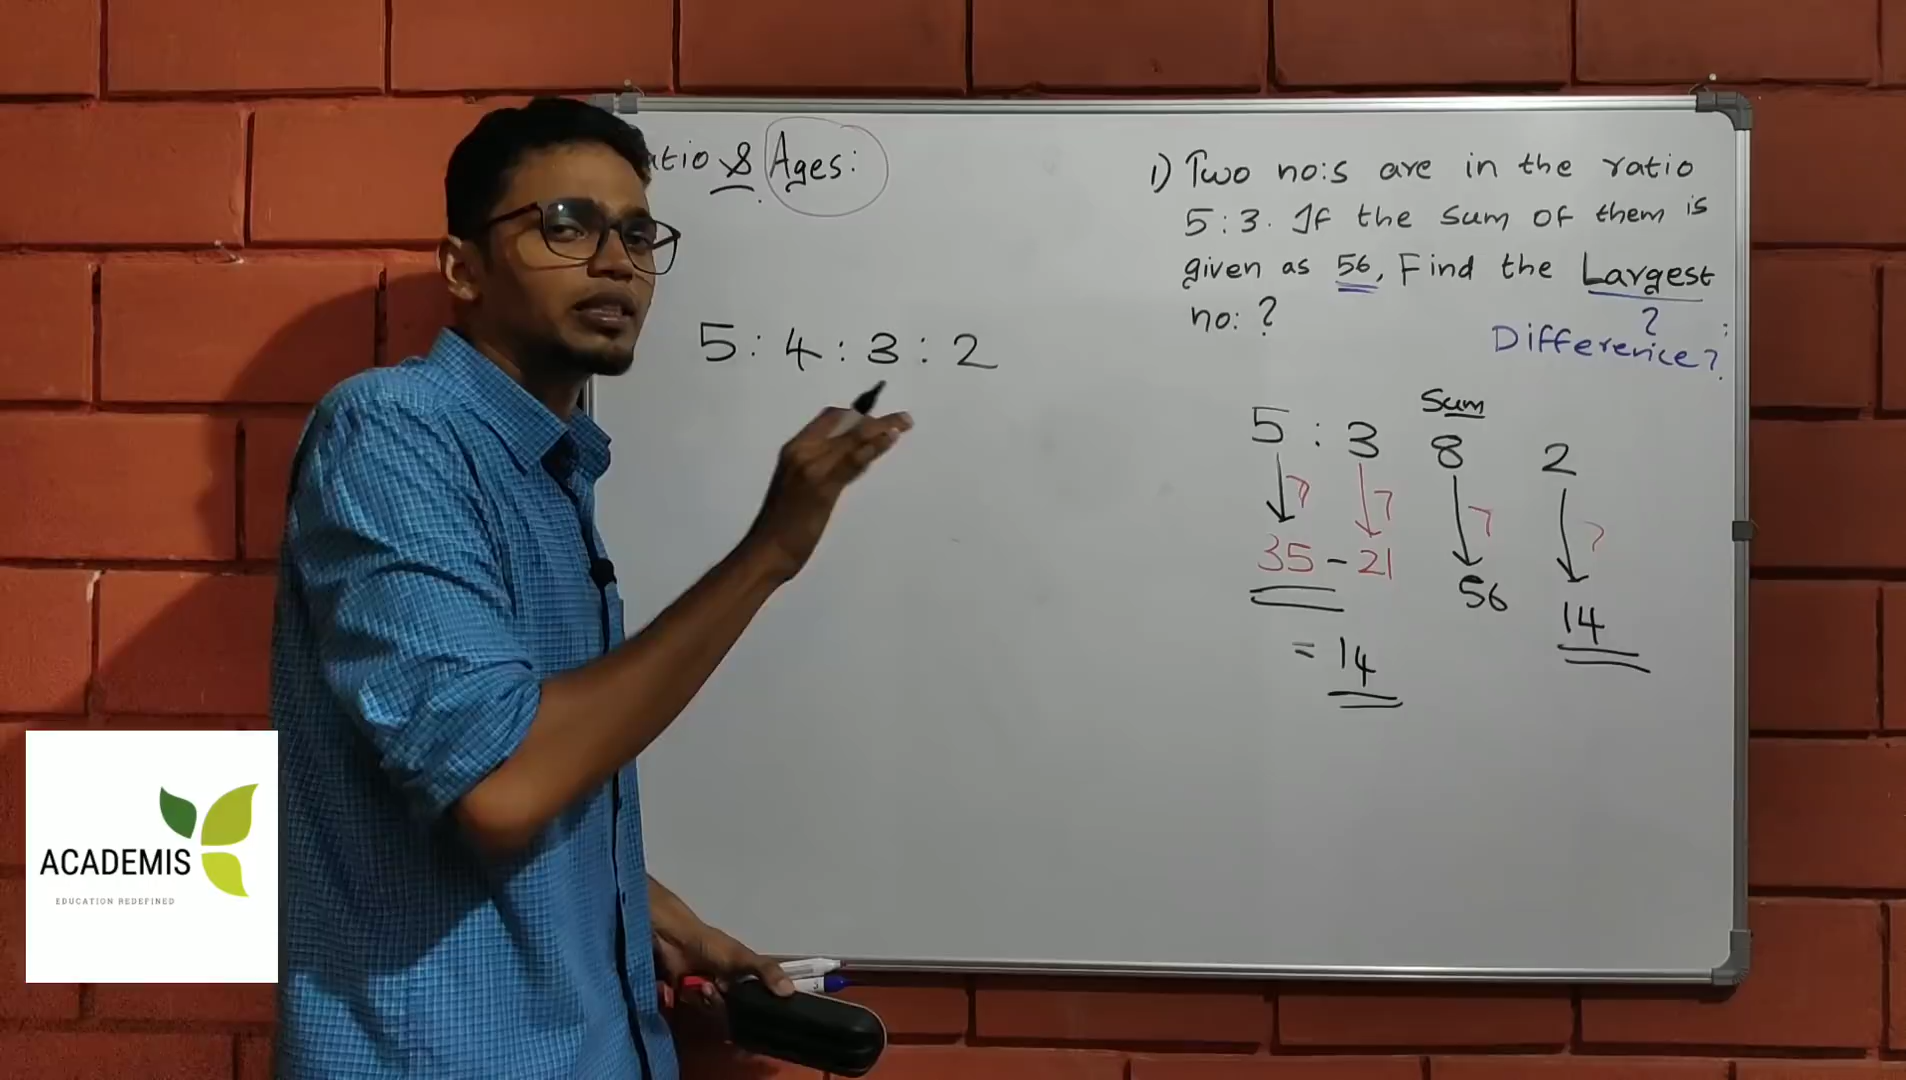 atio & Ages:
5 : 4 : 3 : 2
1) Two no:s are in the ratio
5 : 3. If the sum of them is
given as 56, Find the Largest
no: ?
?
Difference?
Sum
5 : 3 8 2
7 7 7 7
35 - 21
56
14
= 14
ACADEMIS
EDUCATION REDEFINED